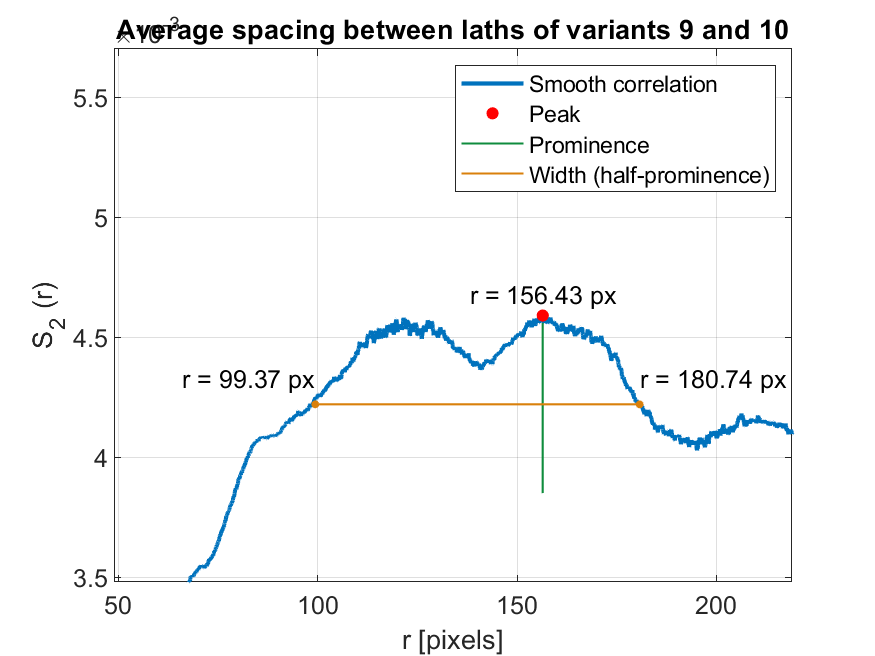 Average spacing between laths of variants 9 and 10
× 10-3
Smooth correlation
Peak
Prominence
Width (half-prominence)
5.5
5
4.5
4
3.5
S2 (r)
r = 156.43 px
r = 99.37 px
r = 180.74 px
50
100
150
200
r [pixels]